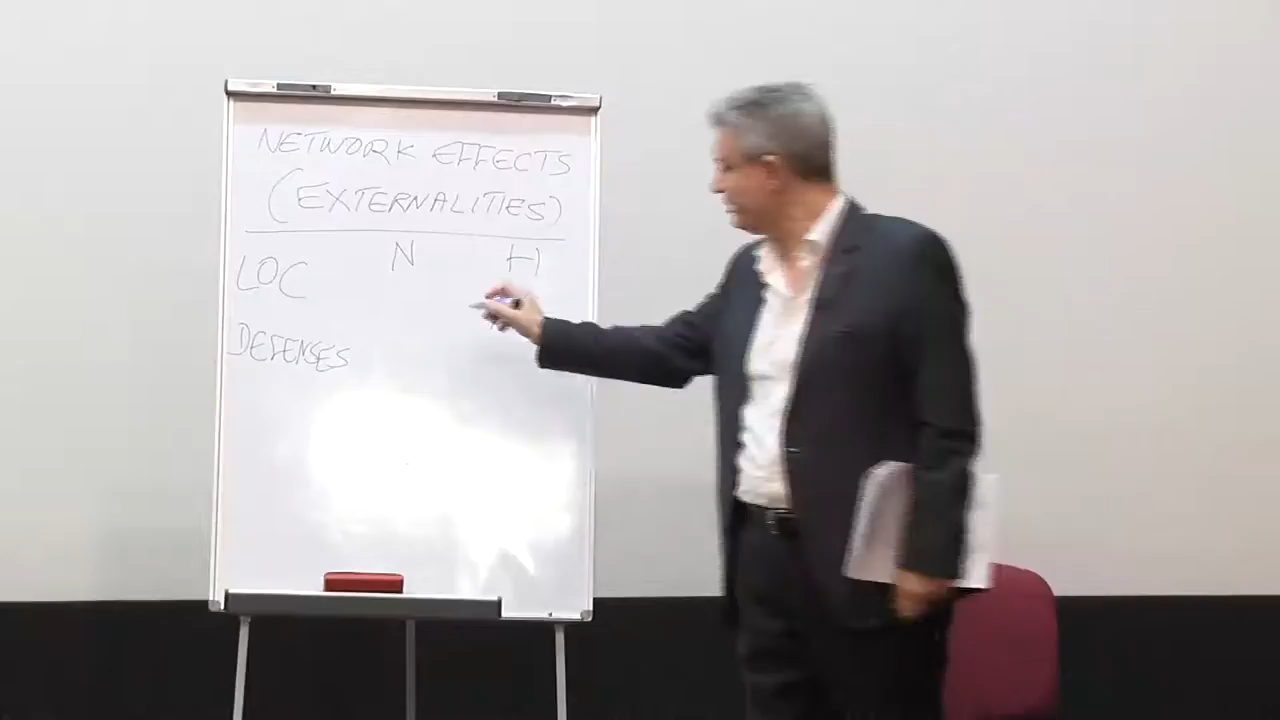 NETWORK EFFECTS
(EXTERNALITIES)
N H
LOC
DEFENSES